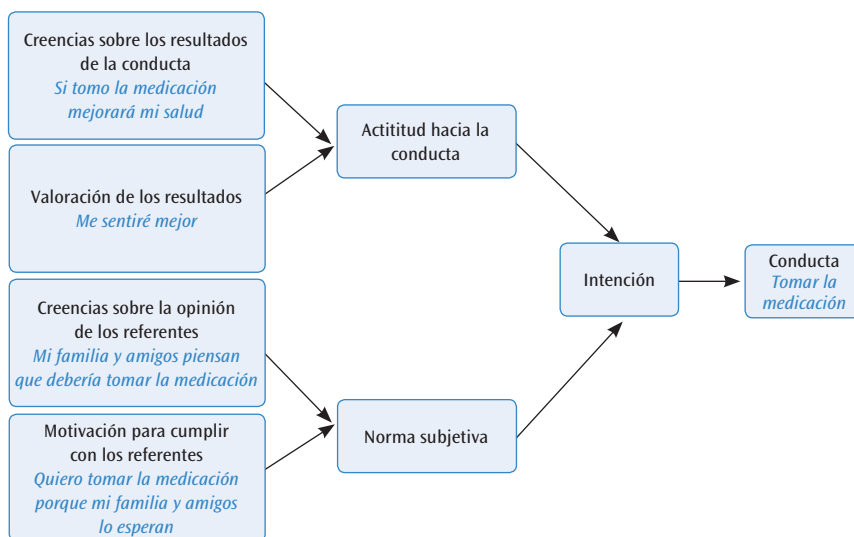 Creencias sobre los resultados
de la conducta
Si tomo la medicación
mejorará mi salud
Valoración de los resultados
Me sentiré mejor
Creencias sobre la opinión
de los referentes
Mi familia y amigos piensan
que debería tomar la medicación
Motivación para cumplir
con los referentes
Quiero tomar la medicación
porque mi familia y amigos
lo esperan
Actititud hacia la
conducta
Norma subjetiva
Intención
Conducta
Tomar la
medicación